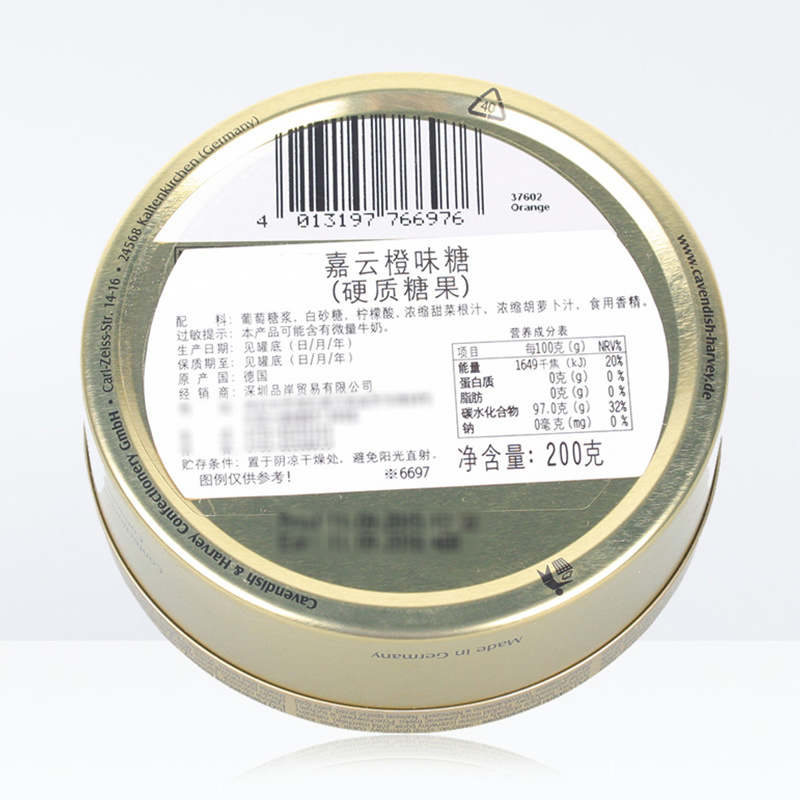 40
4 013197 766976
37602
Orange
www.cavendish-harvey.de
Cavendish & Harvey Confectionery GmbH • Carl-Zeiss-Str. 14-16 • 24568 Kaltenkirchen (Germany)
嘉云橙味糖
(硬质糖果)
配 料: 葡萄糖浆、白砂糖、柠檬酸、浓缩甜菜根汁、浓缩胡萝卜汁、食用香精。
过敏提示: 本产品可能含有微量牛奶。
生产日期: 见罐底 (日/月/年)
保质期至: 见罐底 (日/月/年)
原 产 国: 德国
经 销 商: 深圳品岸贸易有限公司
营养成分表
项目 每100克(g) NRV%
能量 1649千焦(kJ) 20%
蛋白质 0克(g) 0%
脂肪 0克(g) 0%
碳水化合物 97.0克(g) 32%
钠 0毫克(mg) 0%
贮存条件: 置于阴凉干燥处、避免阳光直射。
图例仅供参考!
※6697
净含量: 200克
Made in Germany